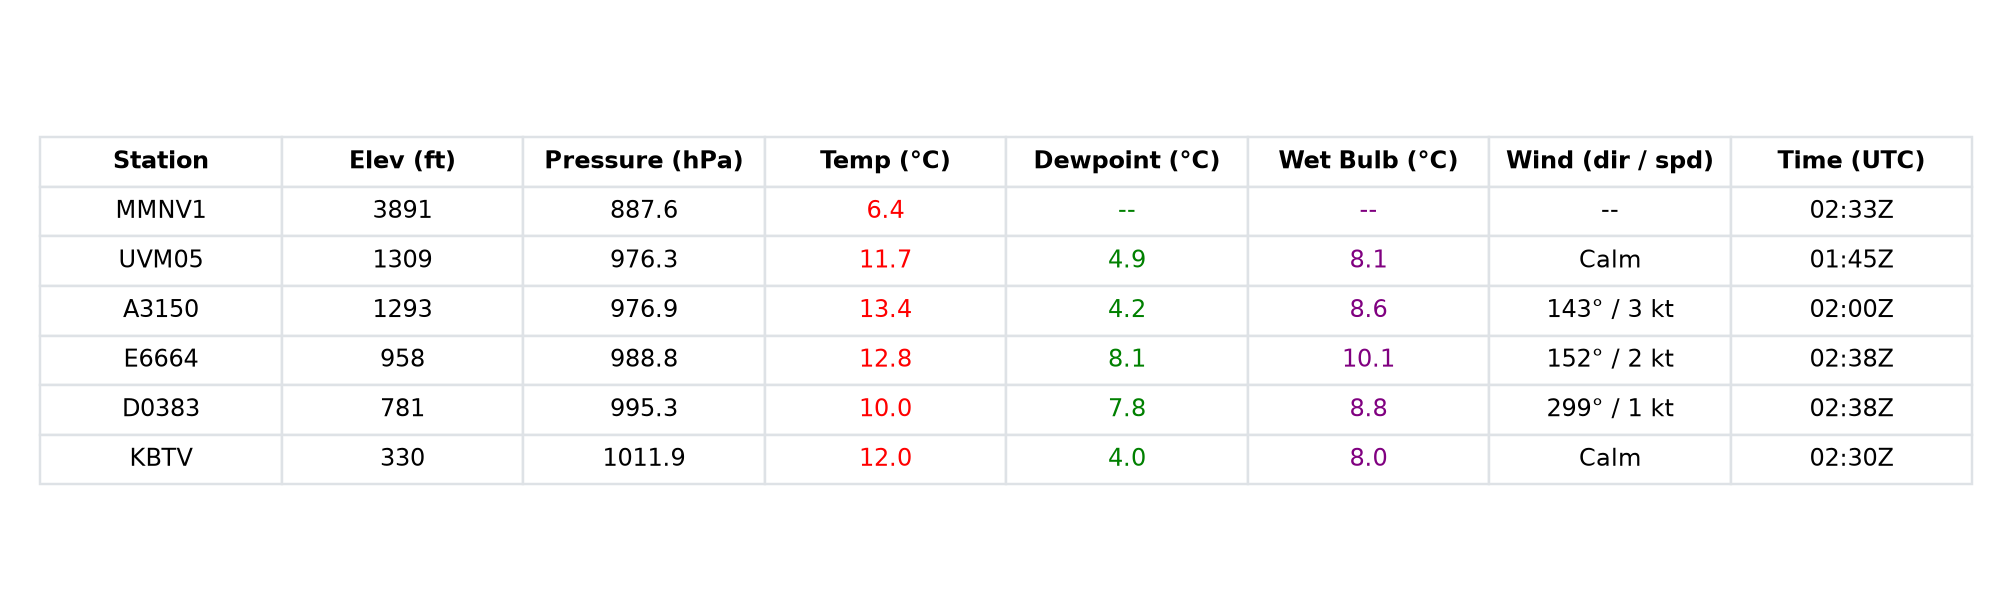 Station Elev (ft) Pressure (hPa) Temp (°C) Dewpoint (°C) Wet Bulb (°C) Wind (dir / spd) Time (UTC)
MMNV1 3891 887.6 6.4 -- -- -- 02:33Z
UVM05 1309 976.3 11.7 4.9 8.1 Calm 01:45Z
A3150 1293 976.9 13.4 4.2 8.6 143° / 3 kt 02:00Z
E6664 958 988.8 12.8 8.1 10.1 152° / 2 kt 02:38Z
D0383 781 995.3 10.0 7.8 8.8 299° / 1 kt 02:38Z
KBTV 330 1011.9 12.0 4.0 8.0 Calm 02:30Z